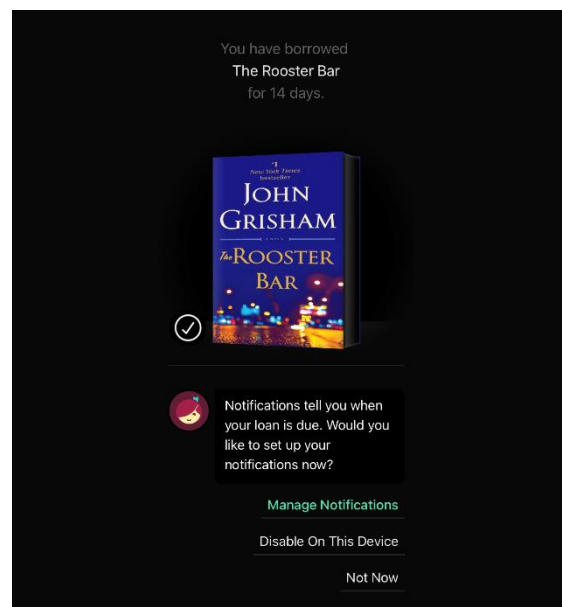 You have borrowed
The Rooster Bar
for 14 days.
#1
New York Times
bestseller
JOHN
GRISHAM
A NOVEL
The ROOSTER
BAR
Notifications tell you when
your loan is due. Would you
like to set up your
notifications now?
Manage Notifications
Disable On This Device
Not Now